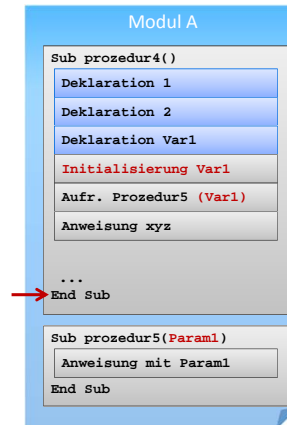 Modul A
Sub prozedur4()
Deklaration 1
Deklaration 2
Deklaration Var1
Initialisierung Var1
Aufr. Prozedur5 (Var1)
Anweisung xyz
...
End Sub
Sub prozedur5(Param1)
Anweisung mit Param1
End Sub